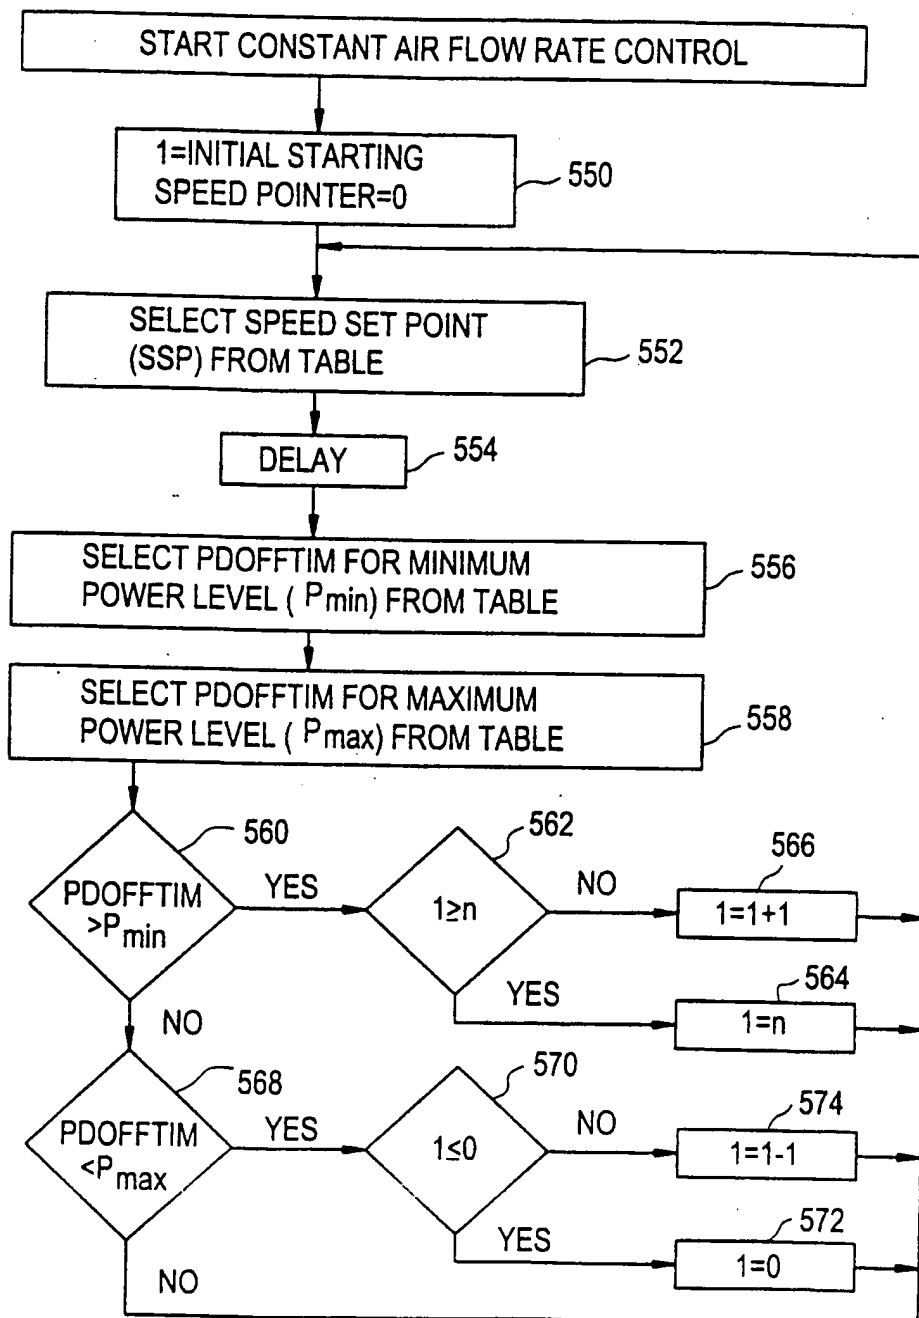 START CONSTANT AIR FLOW RATE CONTROL
1=INITIAL STARTING
SPEED POINTER=0
550
SELECT SPEED SET POINT
(SSP) FROM TABLE
552
DELAY
554
SELECT PDOFFTIM FOR MINIMUM
POWER LEVEL ( Pmin) FROM TABLE
556
SELECT PDOFFTIM FOR MAXIMUM
POWER LEVEL ( Pmax) FROM TABLE
558
560
PDOFFTIM
>Pmin
YES
NO
562
1≥n
NO
YES
566
1=1+1
564
1=n
568
PDOFFTIM
<Pmax
YES
NO
570
1≤0
NO
YES
574
1=1-1
572
1=0